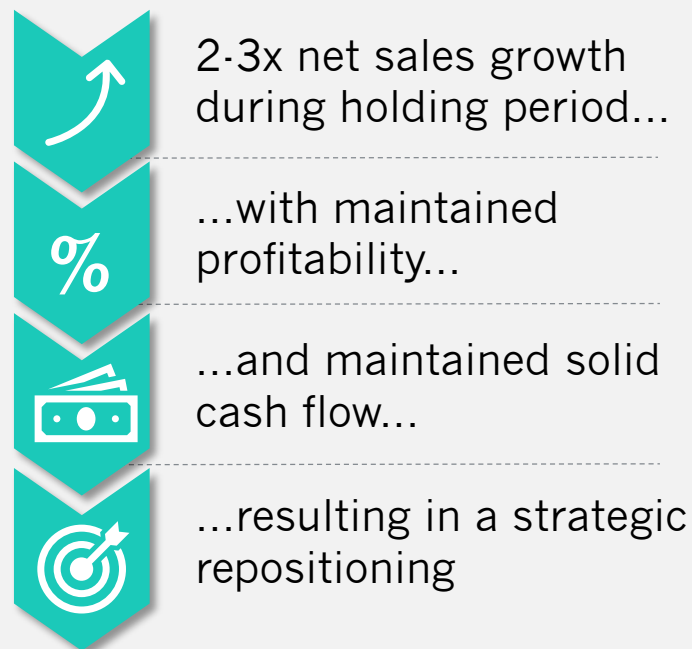 2-3x net sales growth
during holding period...
...with maintained
%
profitability...
...and maintained solid
cash flow...
...resulting in a strategic
repositioning